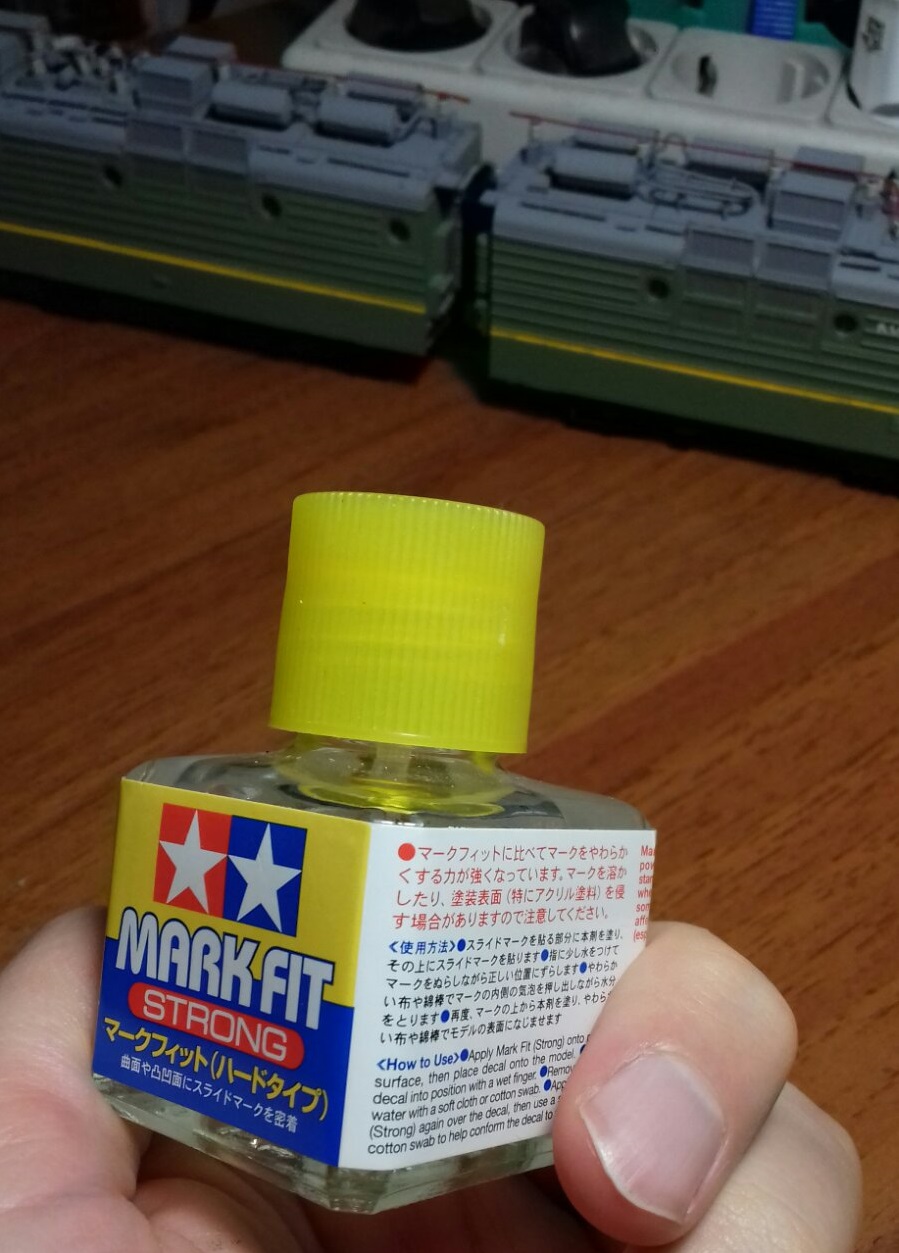 MARK FIT
STRONG
マークフィット(ハードタイプ)
曲面や凸凹面にスライドマークを密着
●マークフィットに比べてマークをやわらか
くする力が強くなっています。マークを溶か
したり、塗装表面(特にアクリル塗料)を侵
す場合がありますので注意してください。
《使用方法》●スライドマークを貼る部分に本剤を塗り、
その上にスライドマークを貼ります●指に少し水をつけて
マークをぬらしながら正しい位置にずらします●やわらか
い布や綿棒でマークの内側の気泡を押し出しながら水分
をとります●再度、マークの上から本剤を塗り、やわら
い布や綿棒でモデルの表面になじませます
《How to Use》●Apply Mark Fit (Strong) onto
surface, then place decal onto the model.
decal into position with a wet finger. ●Remov
water with a soft cloth or cotton swab. ●App
(Strong) again over the decal, then use a s
cotton swab to help conform the decal to